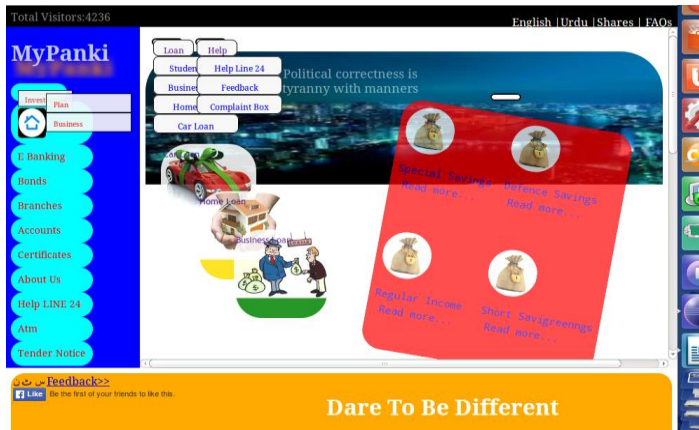 Total Visitors:4236
English |Urdu |Shares | FAQs
MyPanki
Invest
Plan
Business
E Banking
Bonds
Branches
Accounts
Certificates
About Us
Help LINE 24
Atm
Tender Notice
Loan
Help
Studen
Help Line 24
Busines
Feedback
Home
Complaint Box
Car Loan
Political correctness is
tyranny with manners
Car Loan
Home Loan
Business Loan
Special Savings
Read more...
Defence Savings
Read more...
Regular Income
Read more...
Short Savigreenngs
Read more...
س ٹ ن Feedback>>
Like Be the first of your friends to like this.
Dare To Be Different